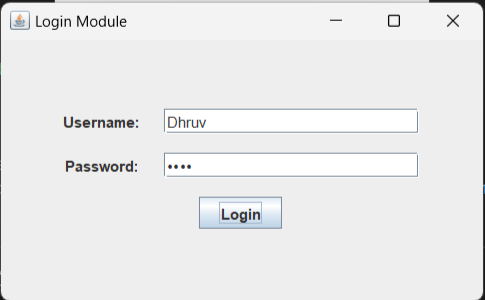 Login Module
Username: Dhruv
Password: ••••
Login